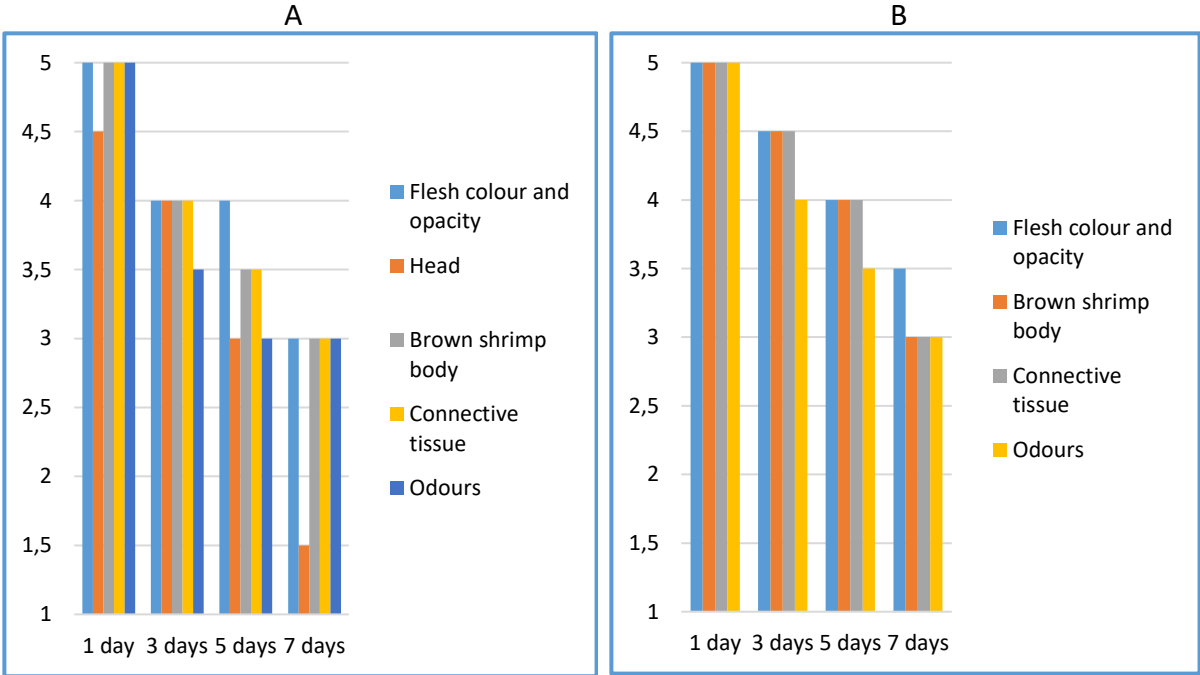 A
5
4,5
4
3,5
3
2,5
2
1,5
1
1 day 3 days 5 days 7 days
Flesh colour and
opacity
Head
Brown shrimp
body
Connective
tissue
Odours
B
5
4,5
4
3,5
3
2,5
2
1,5
1
1 day 3 days 5 days 7 days
Flesh colour and
opacity
Brown shrimp
body
Connective
tissue
Odours